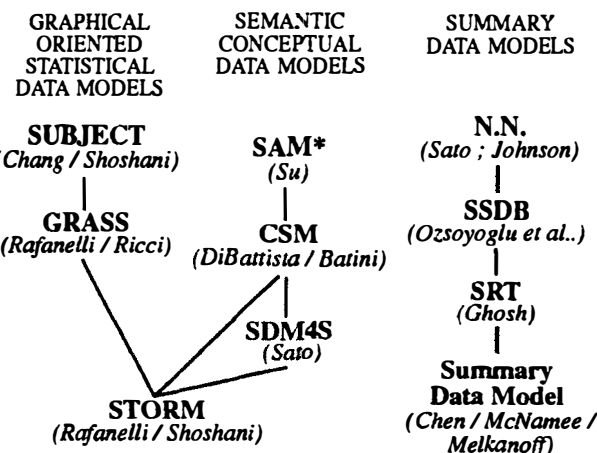 GRAPHICAL
ORIENTED
STATISTICAL
DATA MODELS
SUBJECT
(Chang / Shoshani)
GRASS
(Rafanelli / Ricci)
SEMANTIC
CONCEPTUAL
DATA MODELS
SAM*
(Su)
CSM
(DiBattista / Batini)
SDM4S
(Sato)
STORM
(Rafanelli / Shoshani)
SUMMARY
DATA MODELS
N.N.
(Sato ; Johnson)
SSDB
(Ozsoyoglu et al..)
SRT
(Ghosh)
Summary
Data Model
(Chen / McNamee /
Melkanoff)